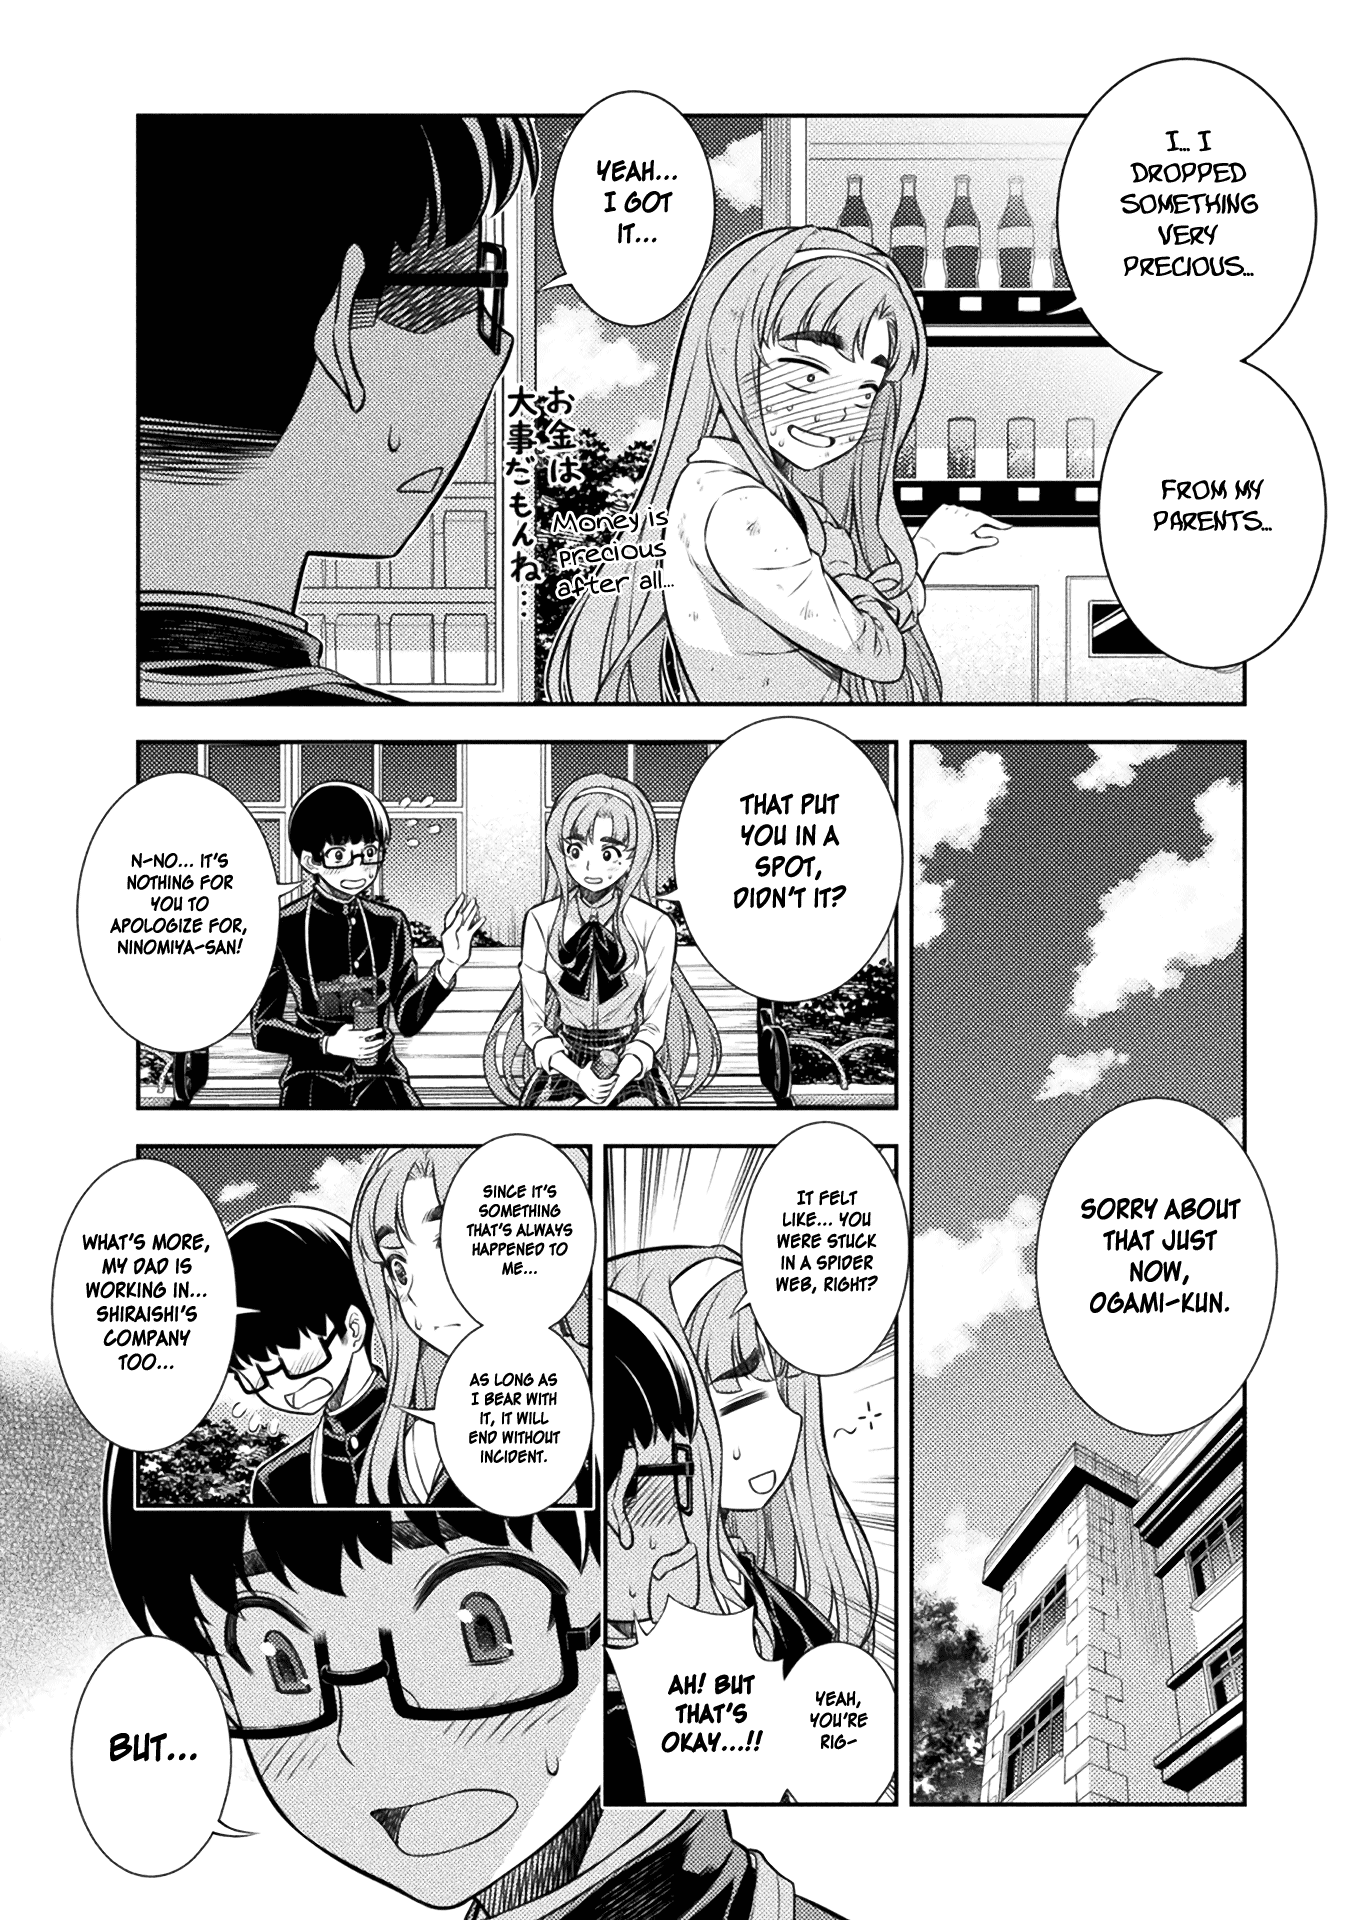 I... I
DROPPED
SOMETHING
VERY
PRECIOUS...
FROM MY
PARENTS...
YEAH...
I GOT
IT...
お金は
大事だもんね……
Money is
precious
after all...
SORRY ABOUT
THAT JUST
NOW,
OGAMI-KUN.
THAT PUT
YOU IN A
SPOT,
DIDN'T IT?
N-NO... IT'S
NOTHING FOR
YOU TO
APOLOGIZE FOR,
NINOMIYA-SAN!
IT FELT
LIKE... YOU
WERE STUCK
IN A SPIDER
WEB, RIGHT?
YEAH,
YOU'RE
RIG-
AH! BUT
THAT'S
OKAY...!!
SINCE IT'S
SOMETHING
THAT'S ALWAYS
HAPPENED TO
ME...
AS LONG AS
I BEAR WITH
IT, IT WILL
END WITHOUT
INCIDENT.
WHAT'S MORE,
MY DAD IS
WORKING IN...
SHIRAISHI'S
COMPANY
TOO...
BUT...